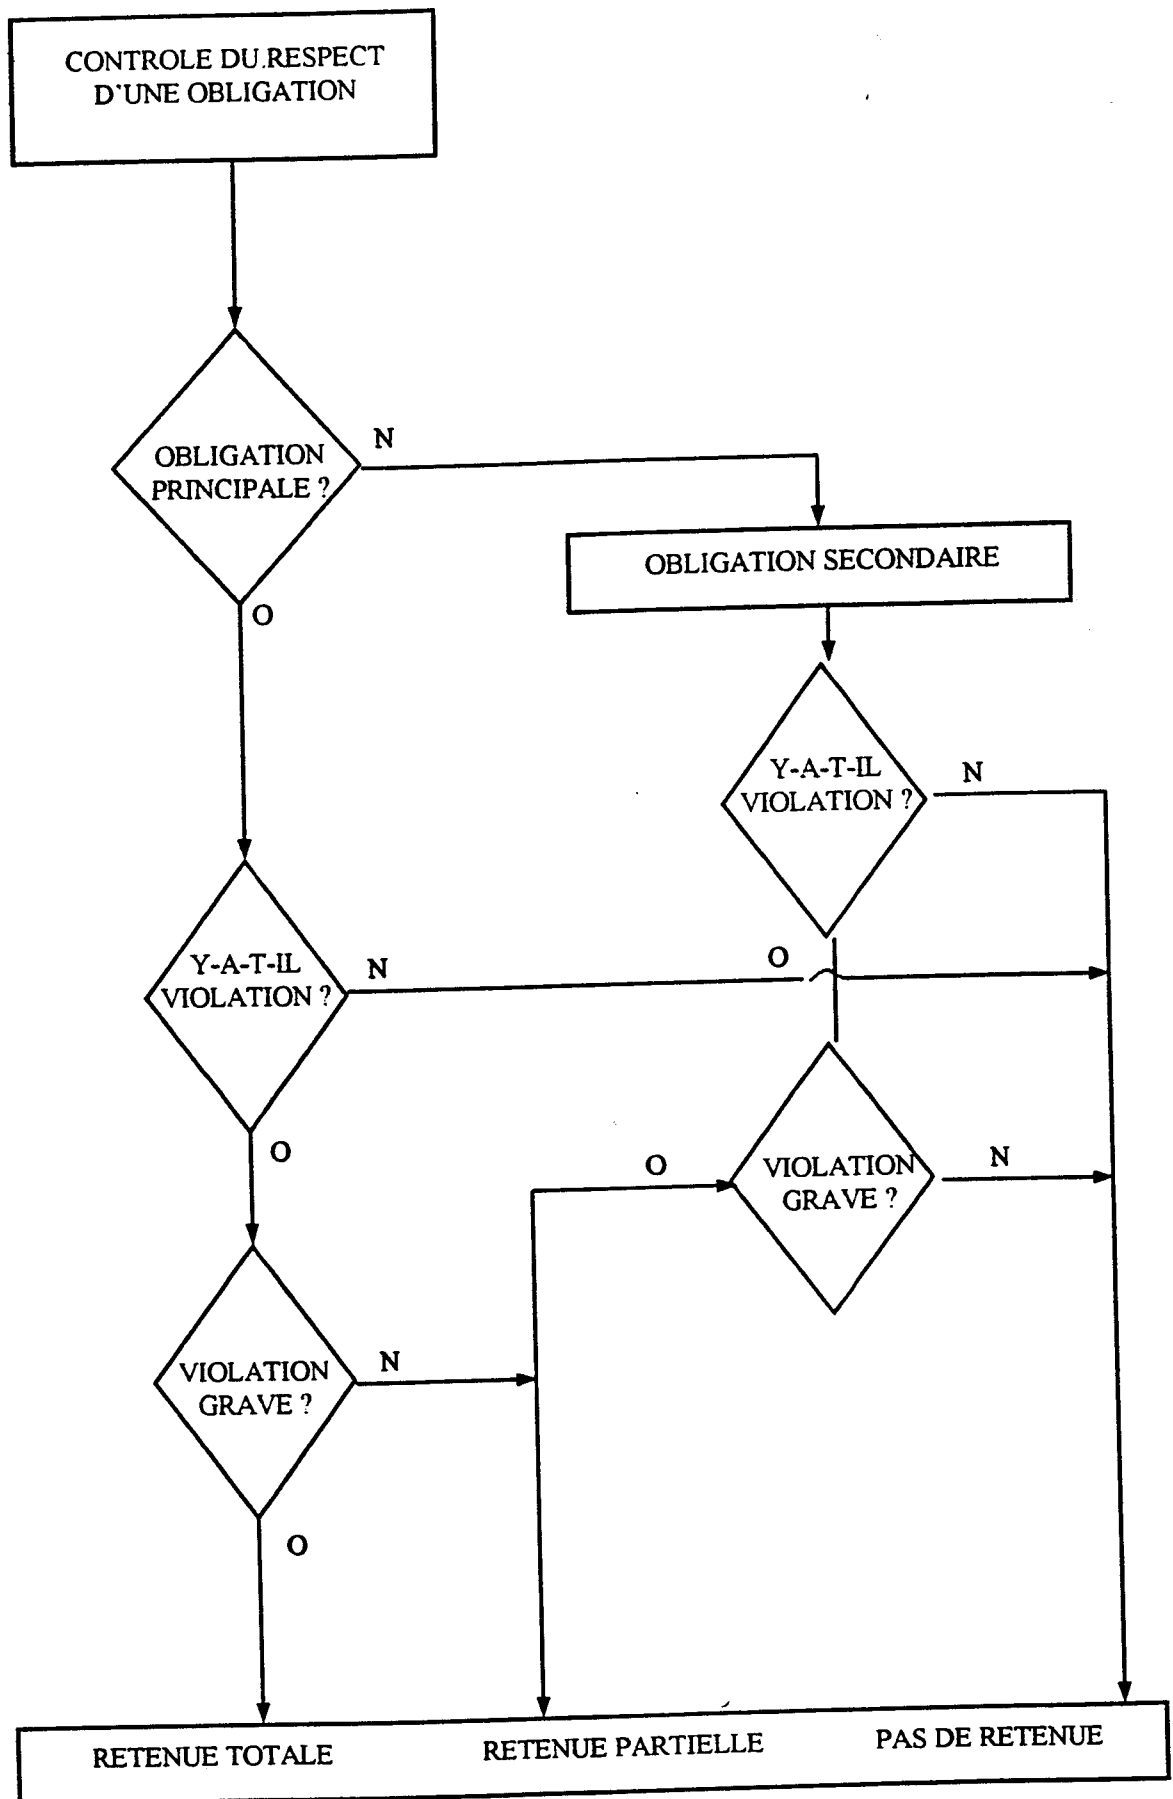 CONTROLE DU RESPECT
D'UNE OBLIGATION
N
OBLIGATION
PRINCIPALE ?
OBLIGATION SECONDAIRE
O
Y-A-T-IL
VIOLATION ?
N
Y-A-T-IL
VIOLATION ?
N
O
O
VIOLATION
GRAVE ?
O
N
VIOLATION
GRAVE ?
N
O
RETENUE TOTALE
RETENUE PARTIELLE
PAS DE RETENUE